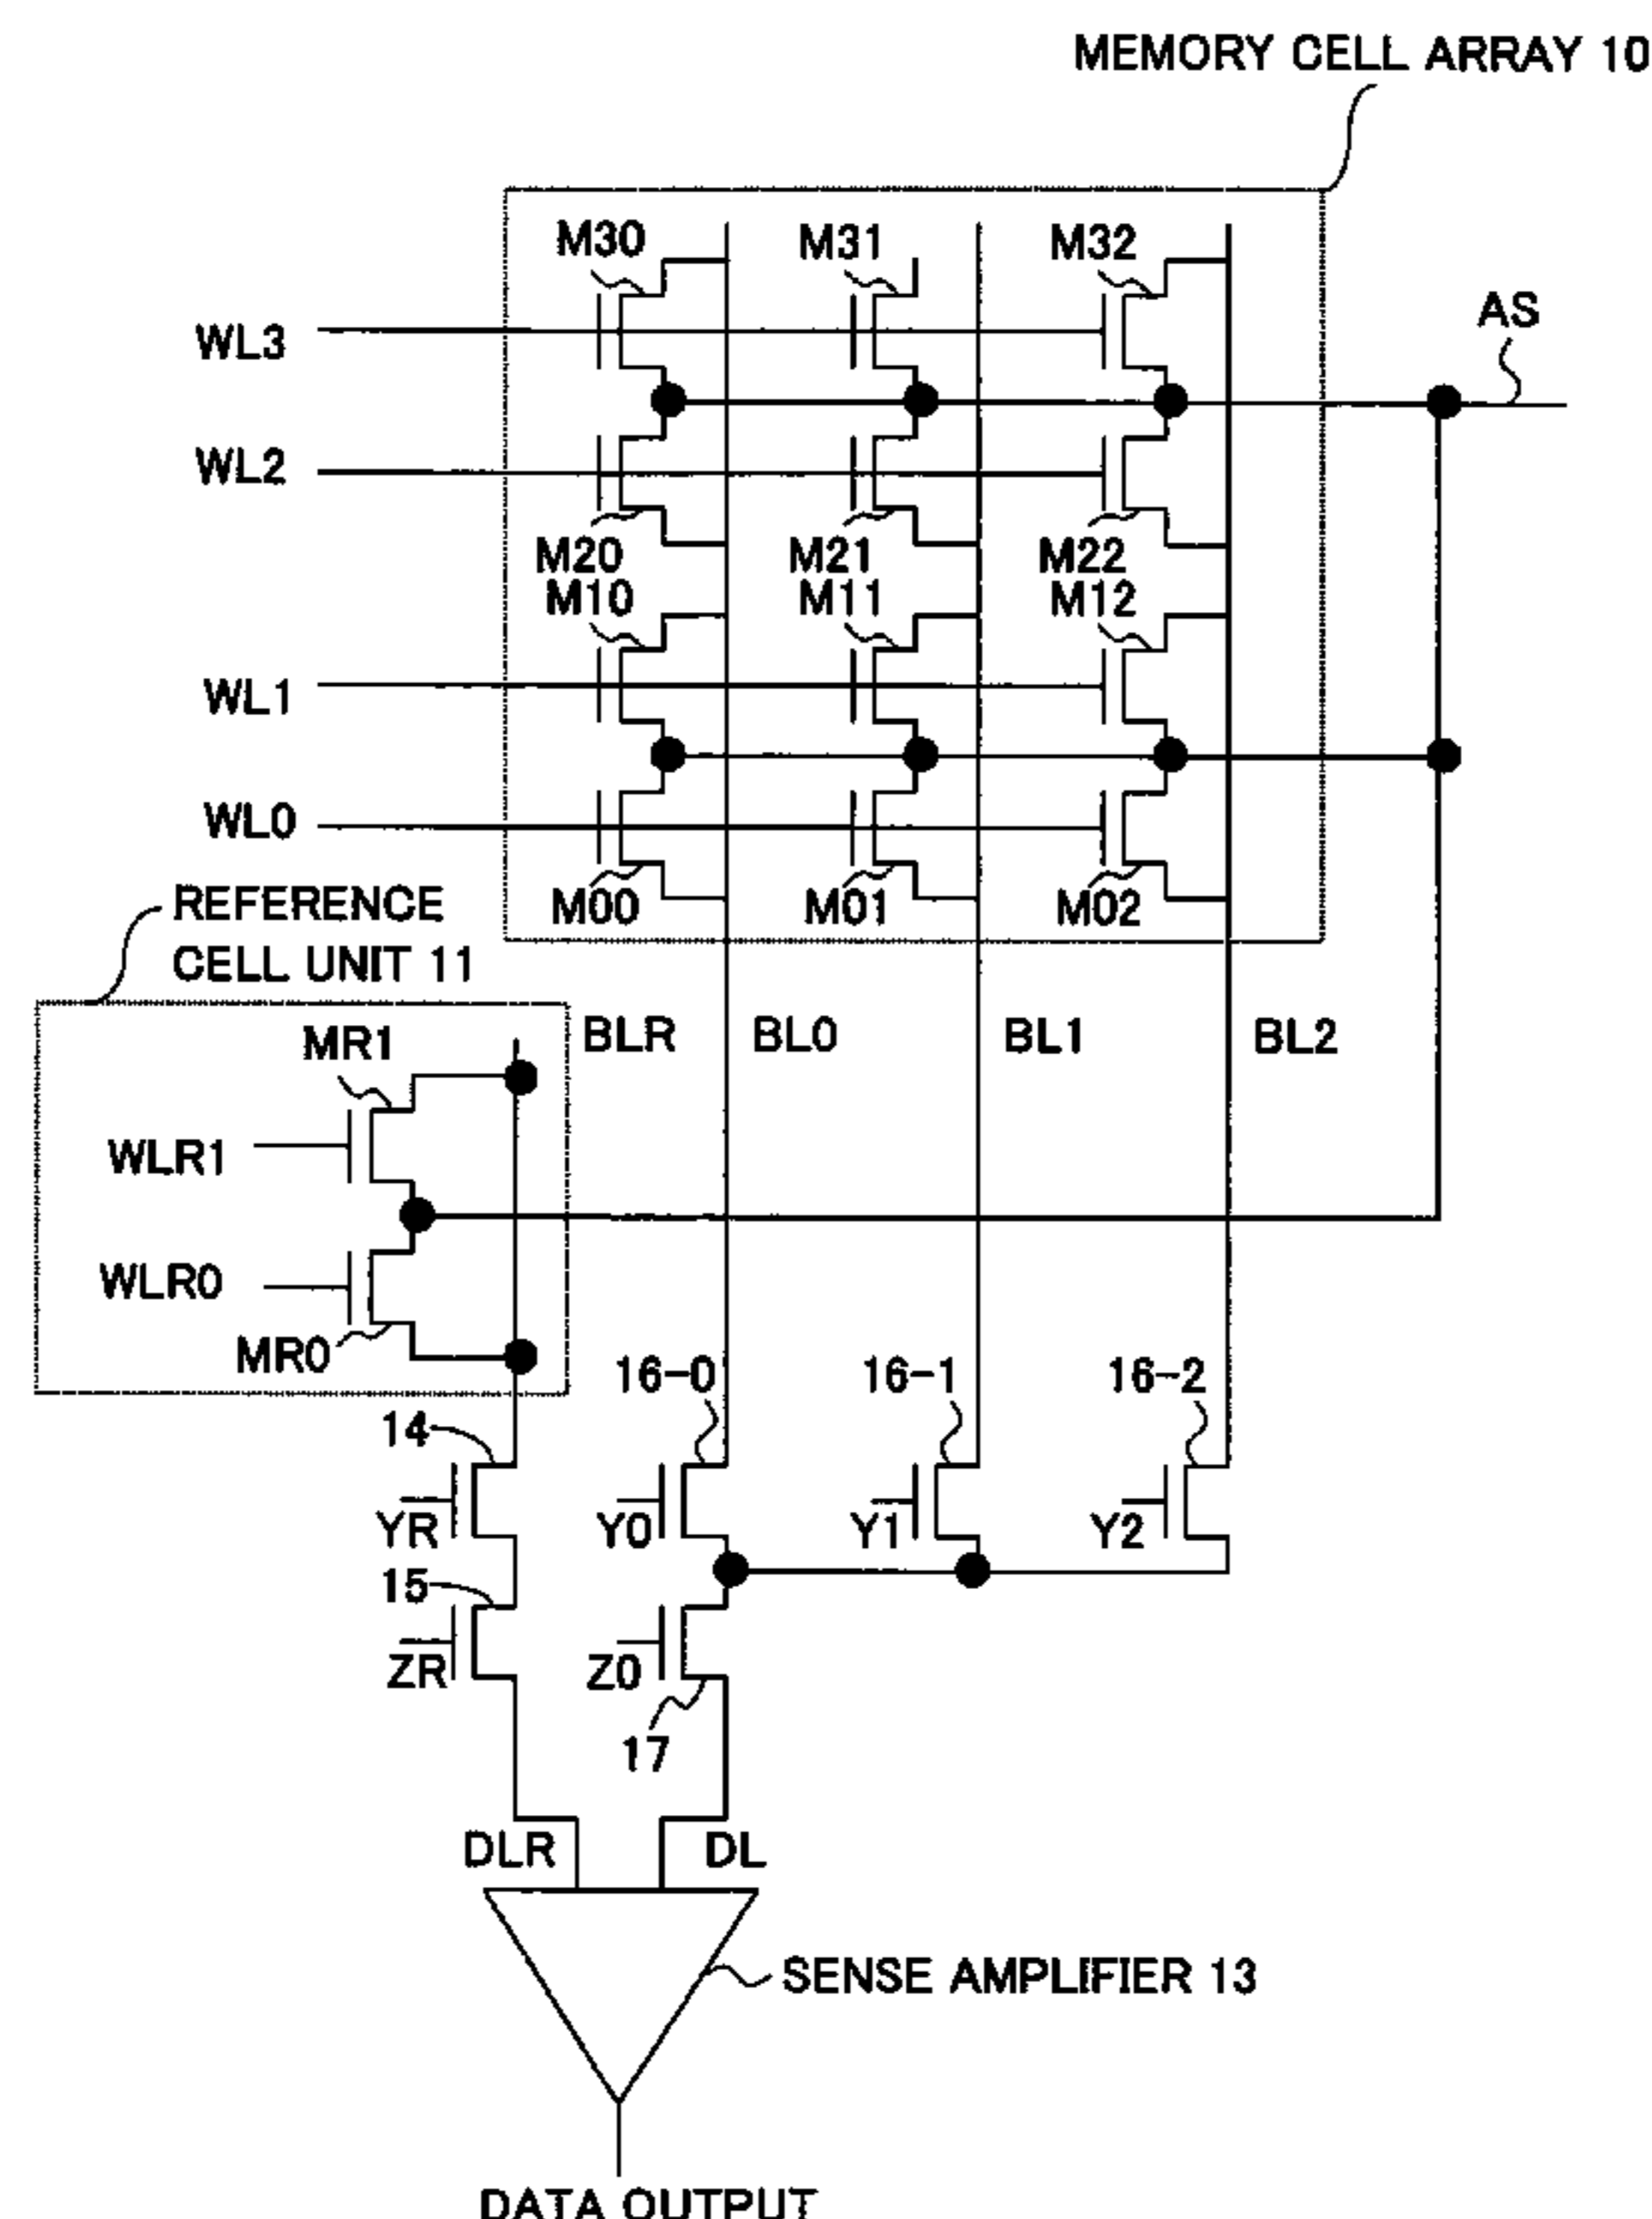 MEMORY CELL ARRAY 10
M30 M31 M32
AS
WL3
WL2
M20 M21 M22
M10 M11 M12
WL1
WL0
M00 M01 M02
REFERENCE
CELL UNIT 11
BLR BL0 BL1 BL2
MR1
WLR1
WLR0
MR0
16-0 16-1 16-2
14
YR Y0 Y1 Y2
15
ZR Z0
17
DLR DL
SENSE AMPLIFIER 13
DATA OUTPUT